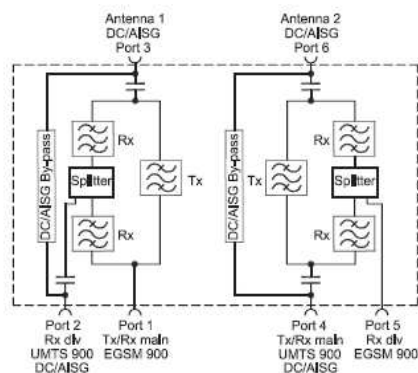 Antenna 1
DC/AISG
Port 3
Antenna 2
DC/AISG
Port 6
DC/AISG By-pass
Rx
Splitter
Tx
Rx
DC/AISG By-pass
Rx
Tx
Splitter
Rx
Port 2
Rx div
UMTS 900
DC/AISG
Port 1
Tx/Rx main
EGSM 900
Port 4
Tx/Rx main
UMTS 900
DC/AISG
Port 5
Rx div
EGSM 900